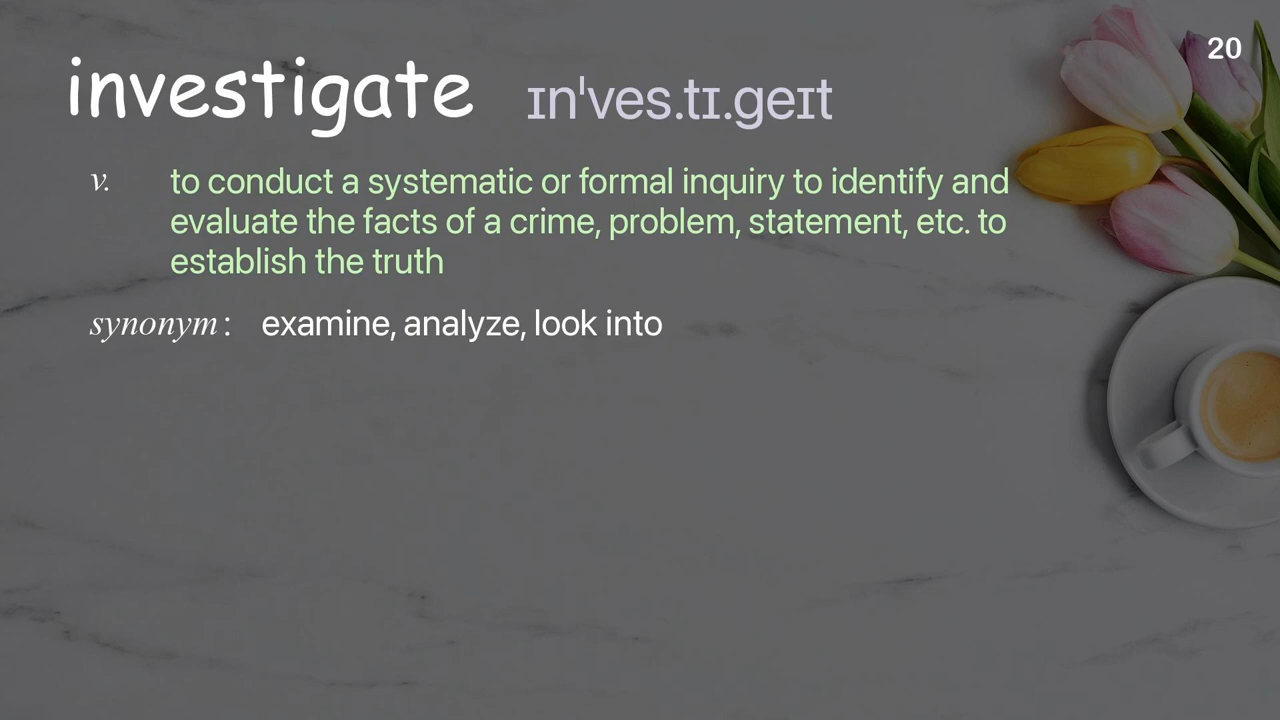 20
investigate ɪnˈves.tɪ.ɡeɪt
v. to conduct a systematic or formal inquiry to identify and
evaluate the facts of a crime, problem, statement, etc. to
establish the truth
synonym: examine, analyze, look into